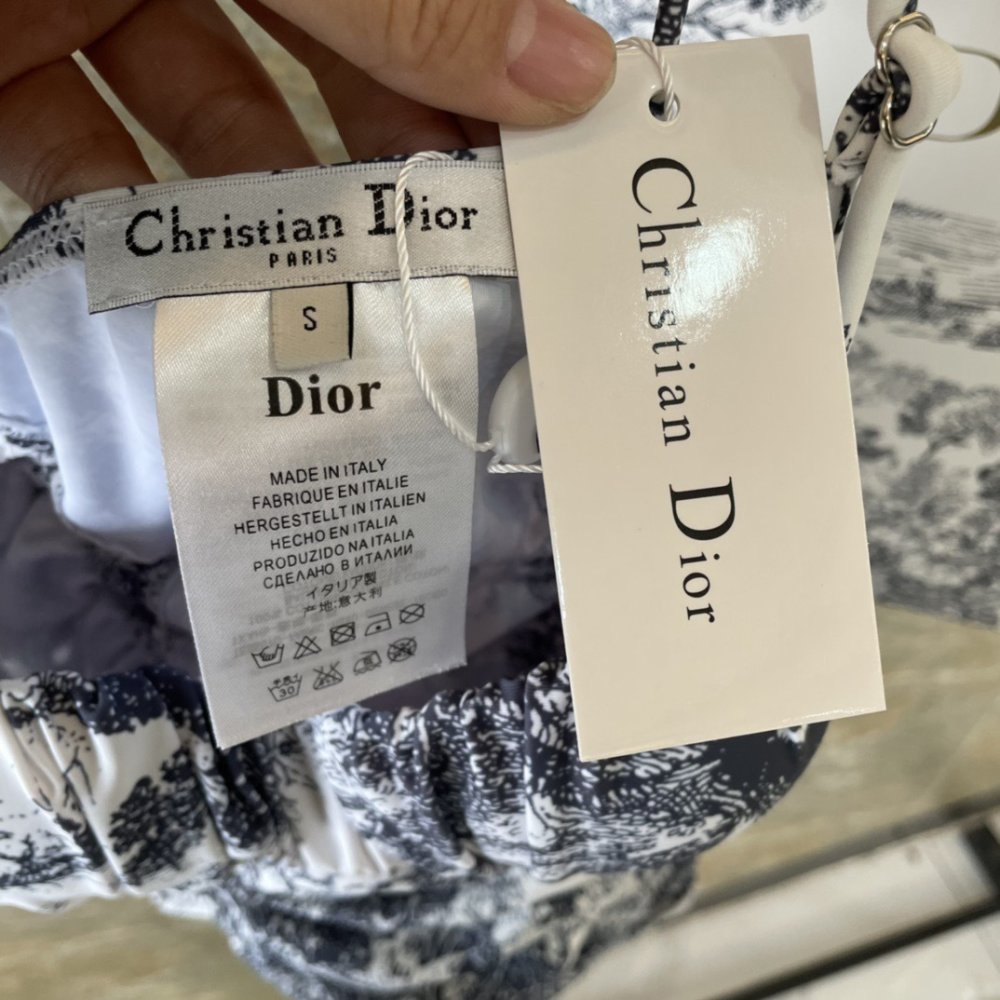 Christian Dior
PARIS
S
Dior
MADE IN ITALY
FABRIQUE EN ITALIE
HERGESTELLT IN ITALIEN
HECHO EN ITALIA
PRODUZIDO NA ITALIA
СДЕЛАНО В ИТАЛИИ
イタリア製
产地:意大利
30
Christian Dior